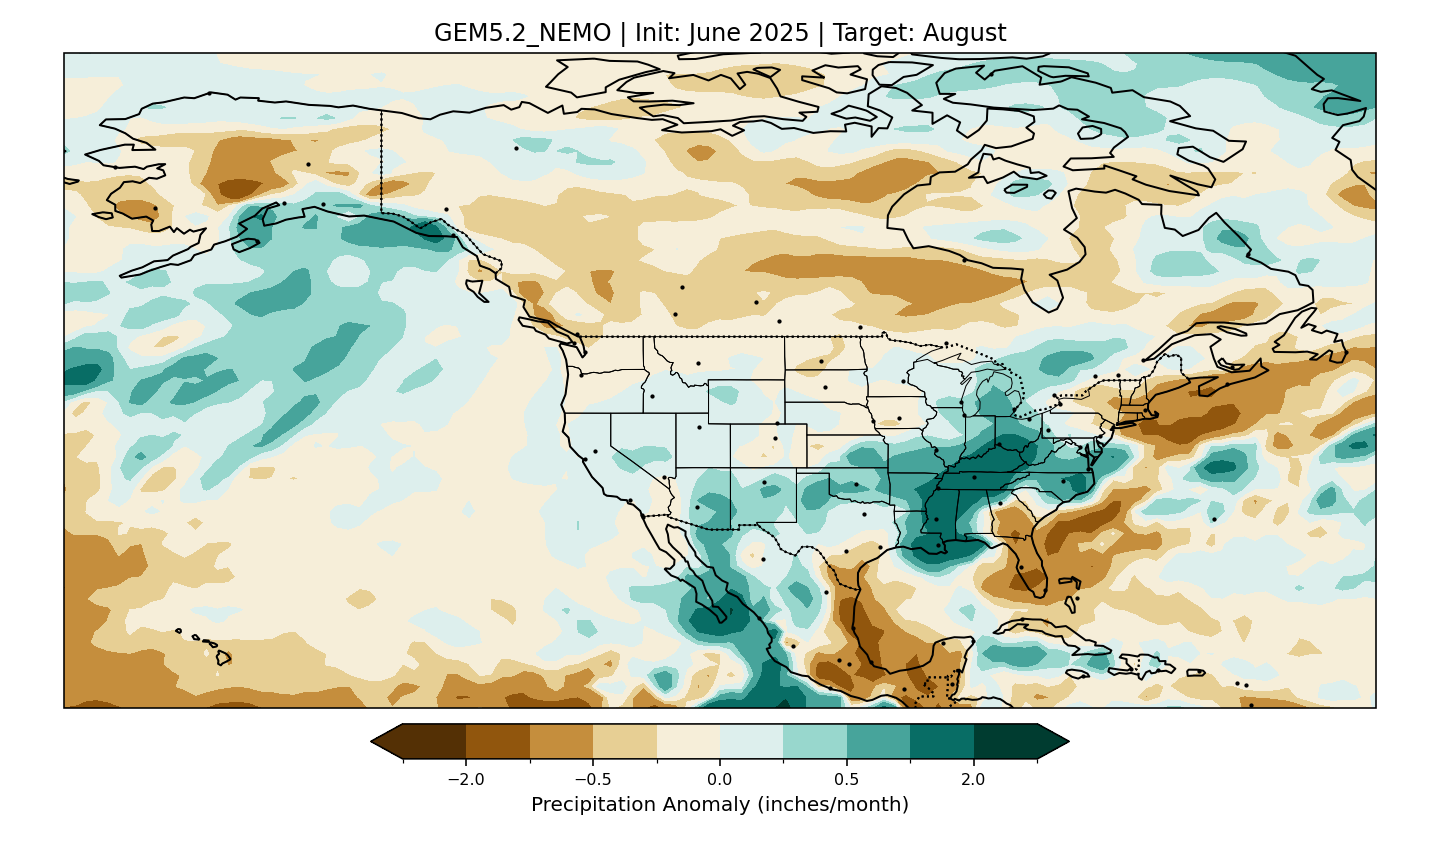 GEM5.2_NEMO | Init: June 2025 | Target: August
−2.0 −0.5 0.0 0.5 2.0
Precipitation Anomaly (inches/month)